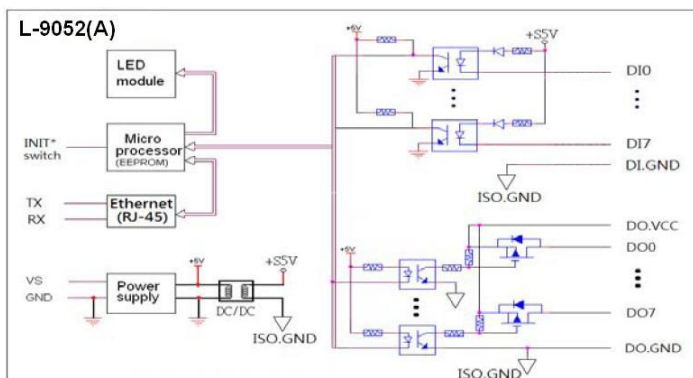 L-9052(A)
LED
module
INIT*
switch
Micro
processor
(EEPROM)
TX
RX
Ethernet
(RJ-45)
VS
GND
Power
supply
+5V
DC/DC
+S5V
ISO.GND
+5V
+S5V
DI0
DI7
DI.GND
ISO.GND
+5V
DO.VCC
DO0
DO7
DO.GND
ISO.GND